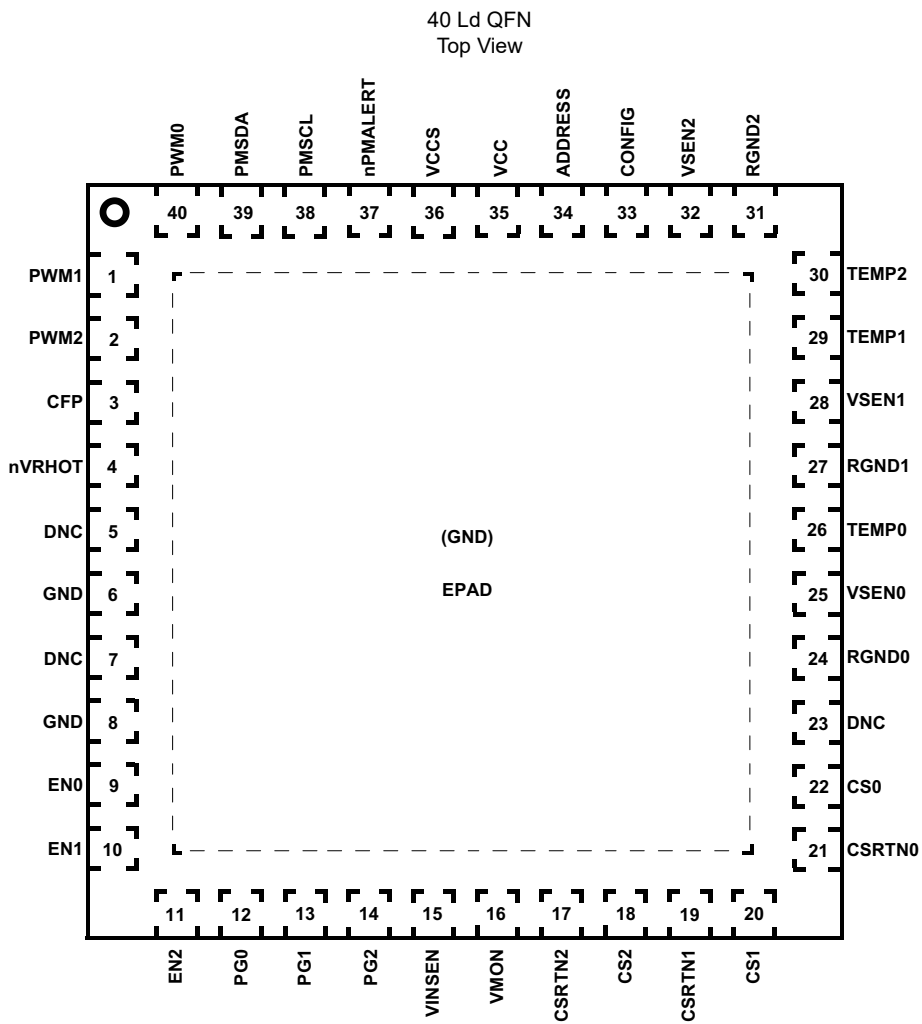 40 Ld QFN
Top View
PWM0
PMSDA
PMSCL
nPMALERT
VCCS
VCC
ADDRESS
CONFIG
VSEN2
RGND2
40 39 38 37 36 35 34 33 32 31
PWM1 1 30 TEMP2
PWM2 2 29 TEMP1
CFP 3 28 VSEN1
nVRHOT 4 27 RGND1
DNC 5 26 TEMP0
(GND)
GND 6 25 VSEN0
EPAD
DNC 7 24 RGND0
GND 8 23 DNC
EN0 9 22 CS0
EN1 10 21 CSRTN0
11 12 13 14 15 16 17 18 19 20
EN2
PG0
PG1
PG2
VINSEN
VMON
CSRTN2
CS2
CSRTN1
CS1